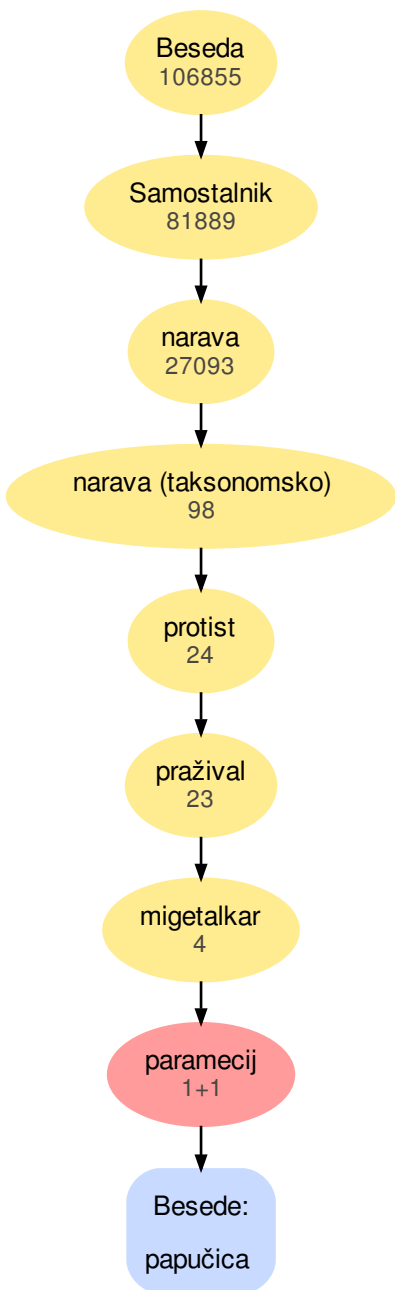 Beseda
106855
Samostalnik
81889
narava
27093
narava (taksonomsko)
98
protist
24
pražival
23
migetalkar
4
paramecij
1+1
Besede:
papučica